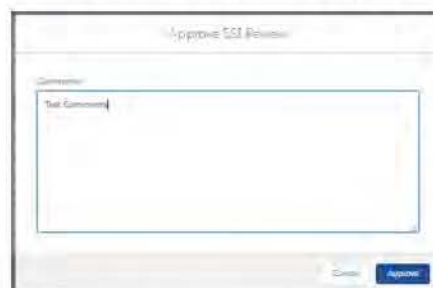 Approve SSI Review
Comments
Test Comments
Cancel
Approve